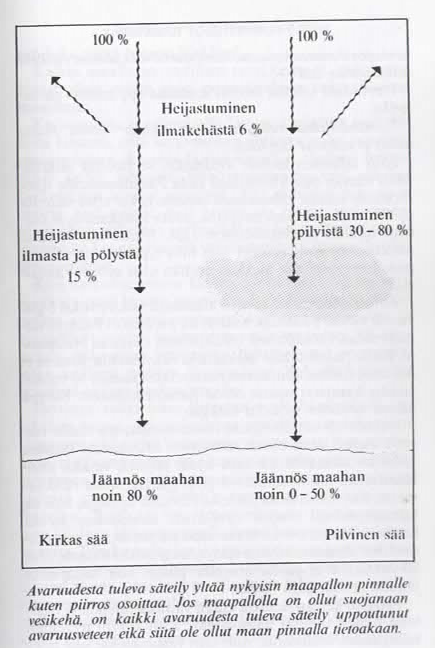 100 %
100 %
Heijastuminen
ilmakehästä 6 %
Heijastuminen
pilvistä 30 – 80 %
Heijastuminen
ilmasta ja pölystä
15 %
Jäännös maahan
noin 80 %
Jäännös maahan
noin 0 – 50 %
Kirkas sää
Pilvinen sää
Avaruudesta tuleva säteily yltää nykyisin maapallon pinnalle
kuten piirros osoittaa. Jos maapallolla on ollut suojanaan
vesikehä, on kaikki avaruudesta tuleva säteily uppoutunut
avaruusveteen eikä siitä ole ollut maan pinnalla tietoakaan.